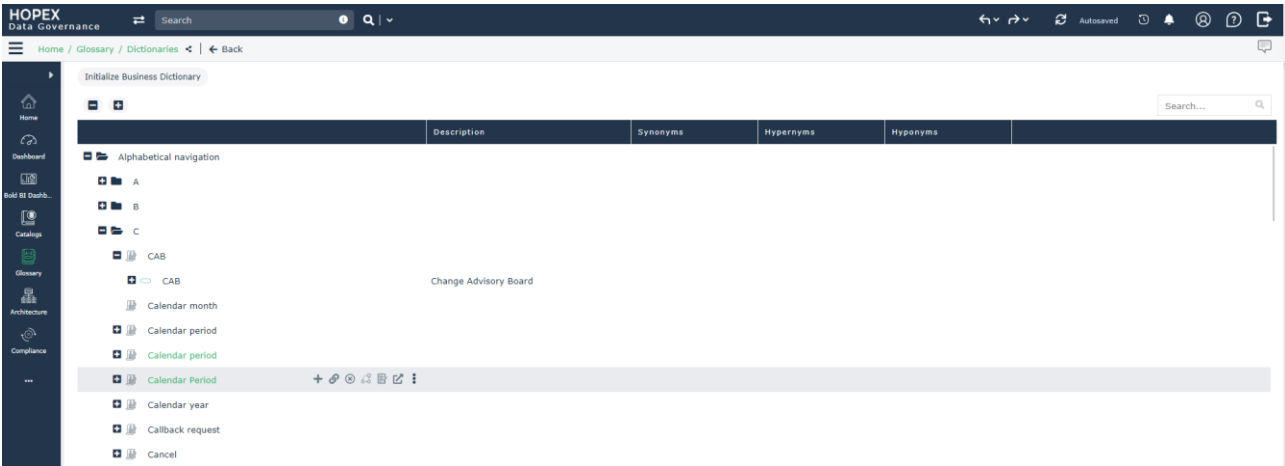 HOPEX
Data Governance
Search
Autosaved
Home / Glossary / Dictionaries | ← Back
Initialize Business Dictionary
Search...
Description Synonyms Hypernyms Hyponyms
Home
Dashboard
BokI BI Dashb...
Catalogs
Glossary
Architecture
Compliance
...
Alphabetical navigation
A
B
C
CAB
CAB Change Advisory Board
Calendar month
Calendar period
Calendar period
Calendar Period
Calendar year
Callback request
Cancel